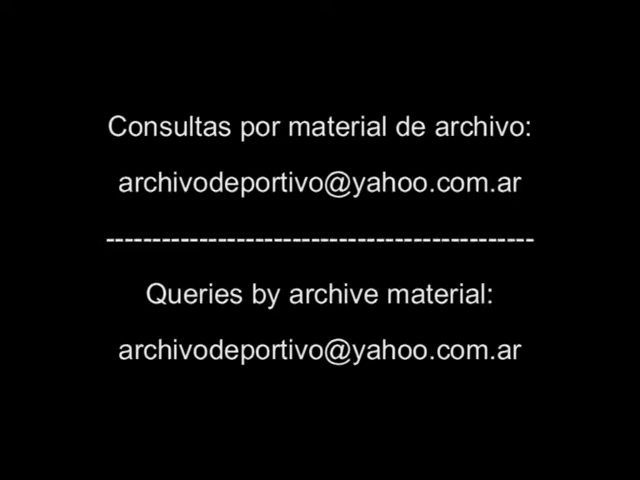 Consultas por material de archivo:
archivodeportivo@yahoo.com.ar
-----------------------------------------------
Queries by archive material:
archivodeportivo@yahoo.com.ar